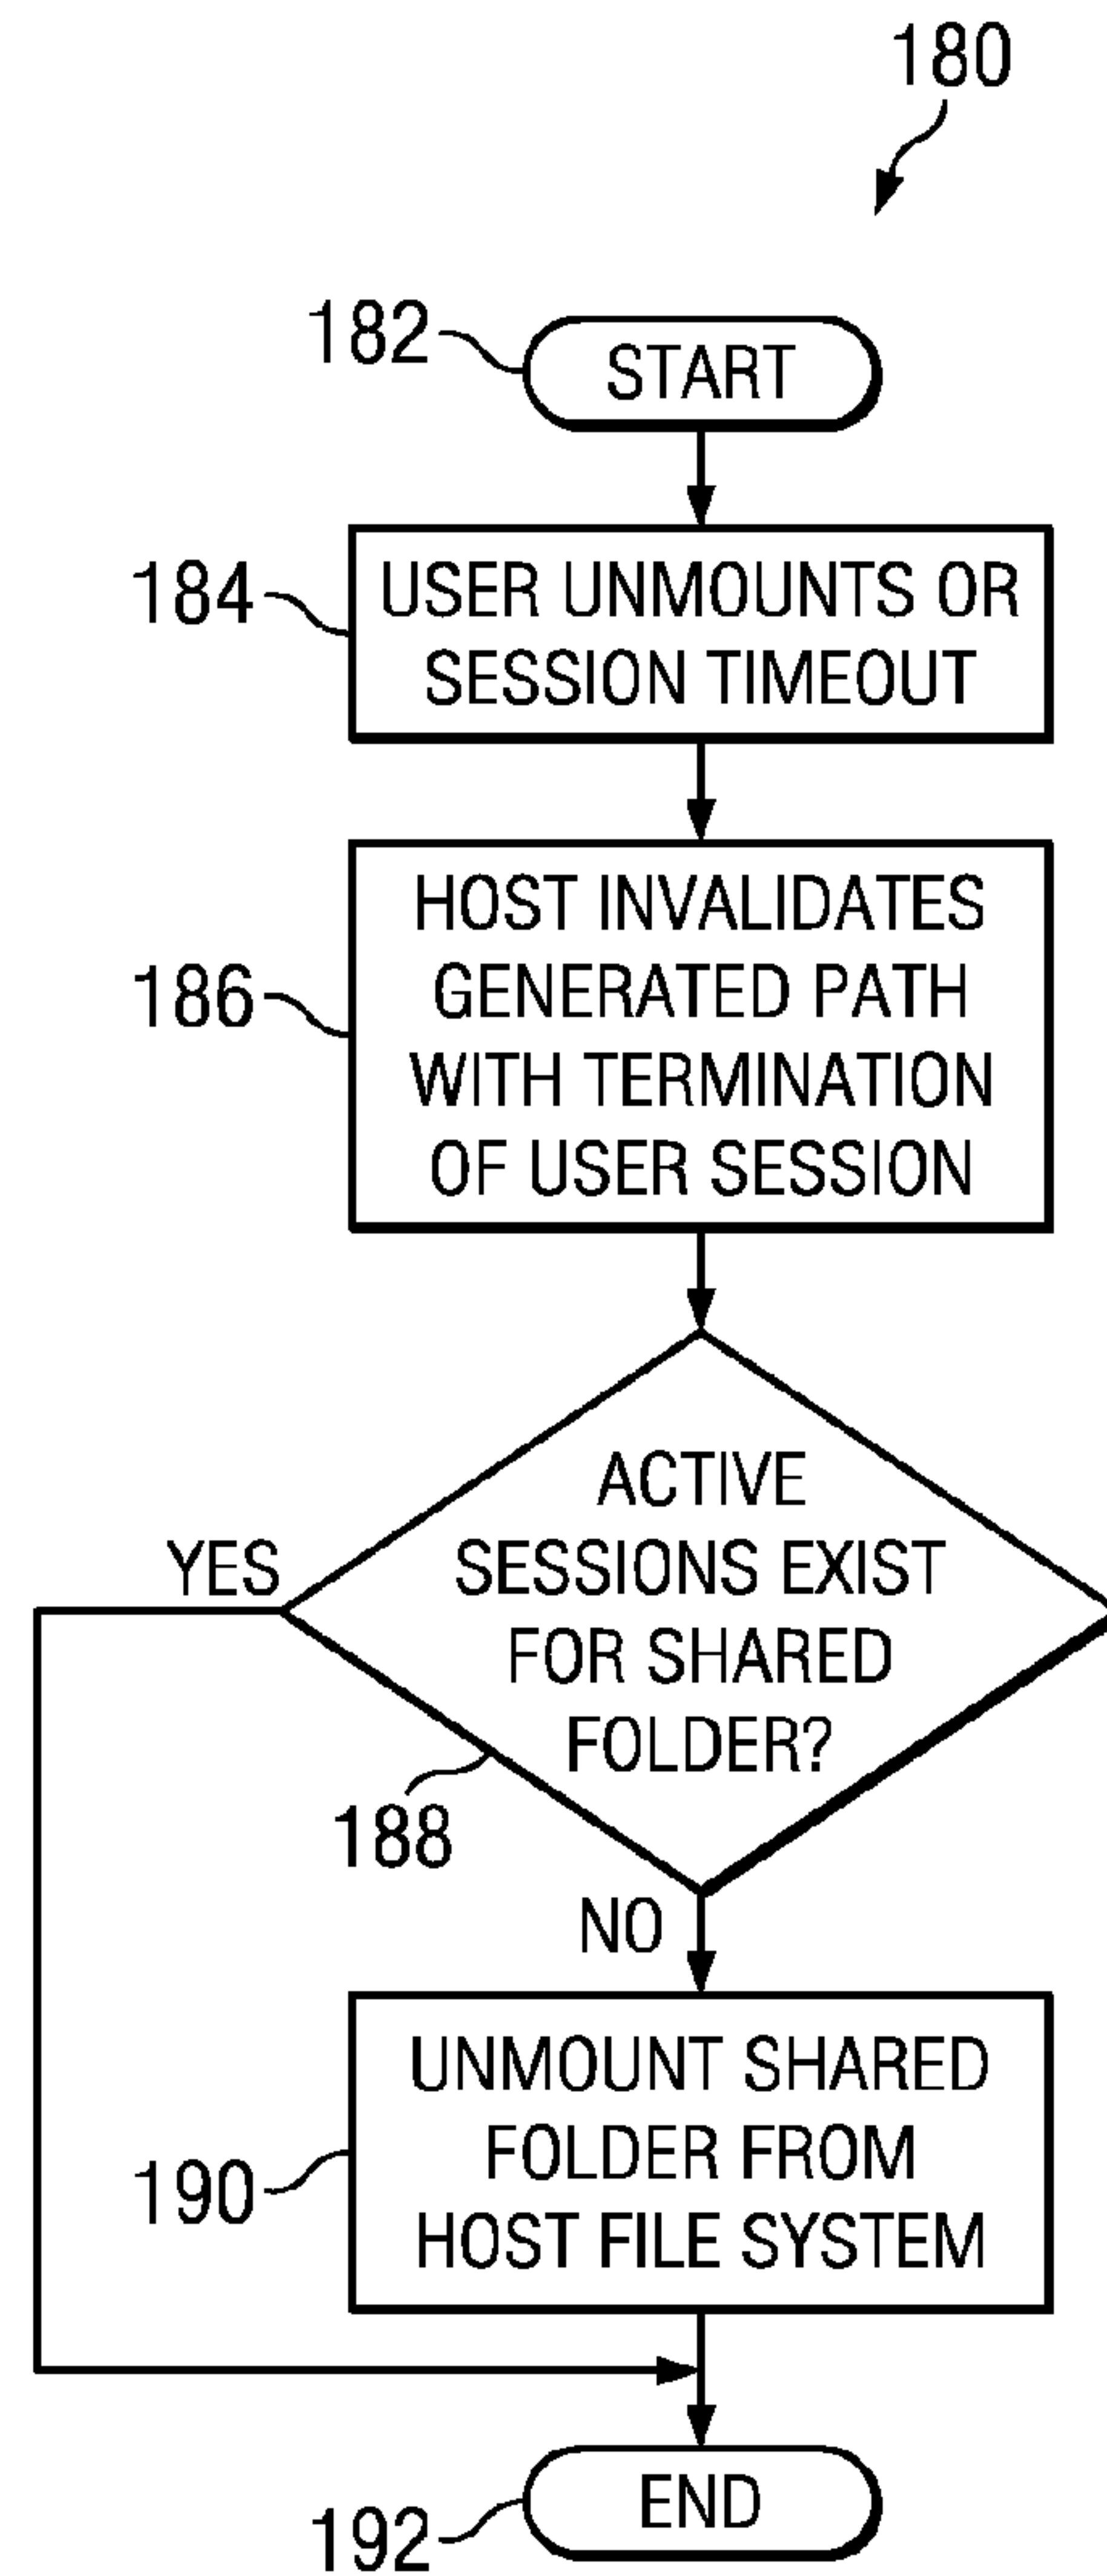 180
182
START
184
USER UNMOUNTS OR
SESSION TIMEOUT
186
HOST INVALIDATES
GENERATED PATH
WITH TERMINATION
OF USER SESSION
YES
ACTIVE
SESSIONS EXIST
FOR SHARED
FOLDER?
188
NO
190
UNMOUNT SHARED
FOLDER FROM
HOST FILE SYSTEM
192
END